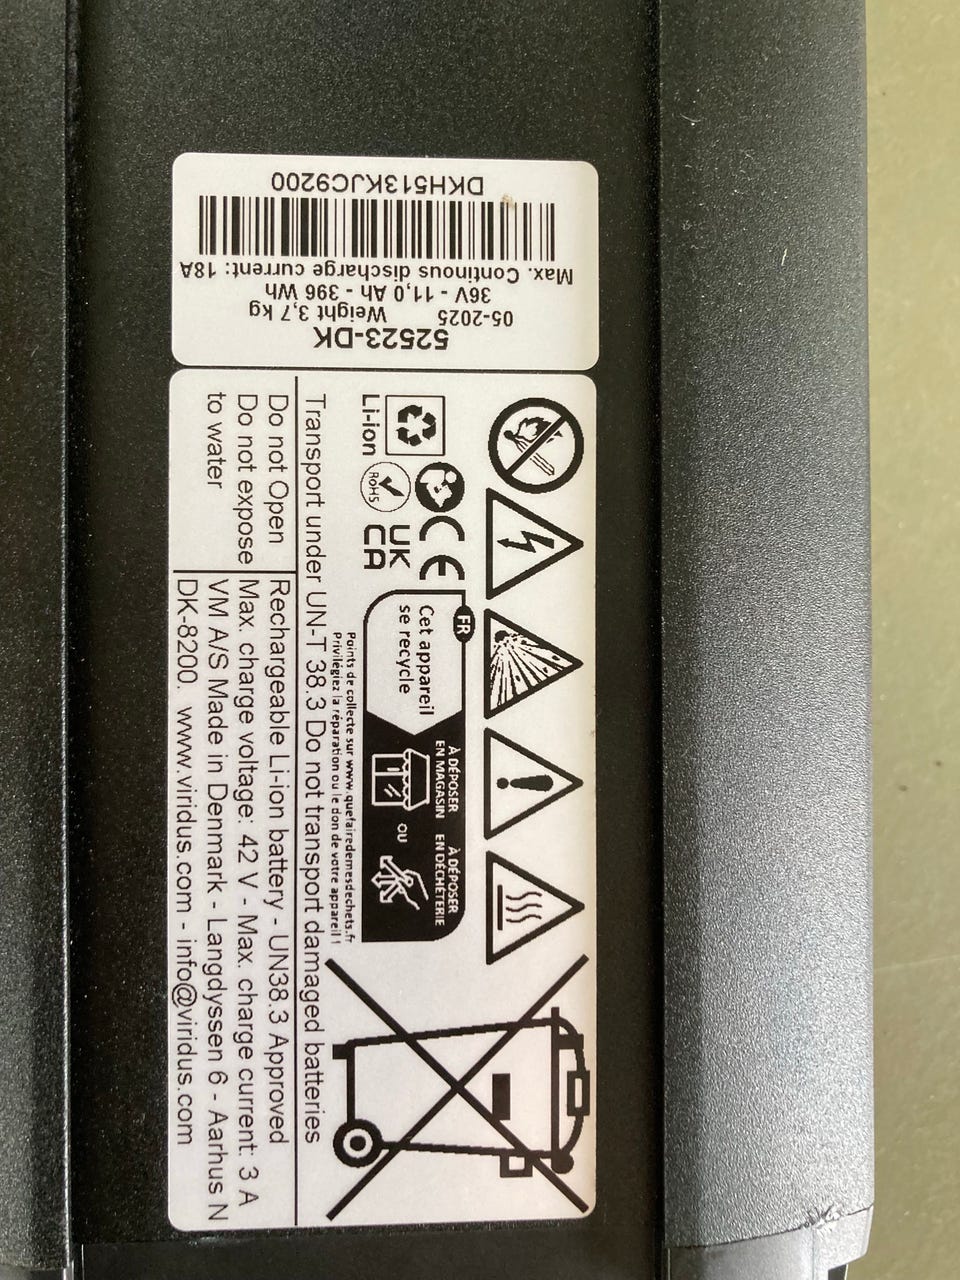 52523-DK
05-2025 Weight 3,7 kg
36V - 11,0 Ah - 396 Wh
Max. Continous discharge current: 18A
DKH513KJC9200
Li-ion
RoHS
CE
UK
CA
FR
Cet appareil
se recycle
À DÉPOSER
EN MAGASIN
OU
À DÉPOSER
EN DÉCHÈTERIE
Points de collecte sur www.quefairedemesdechets.fr
Privilégiez la réparation ou le don de votre appareil !
Transport under UN-T 38.3 Do not transport damaged batteries
Do not Open
Do not expose
to water
Rechargeable Li-ion battery - UN38.3 Approved
Max. charge voltage: 42 V - Max. charge current: 3 A
VM A/S Made in Denmark - Langdyssen 6 - Aarhus N
DK-8200. www.viridus.com - info@viridus.com